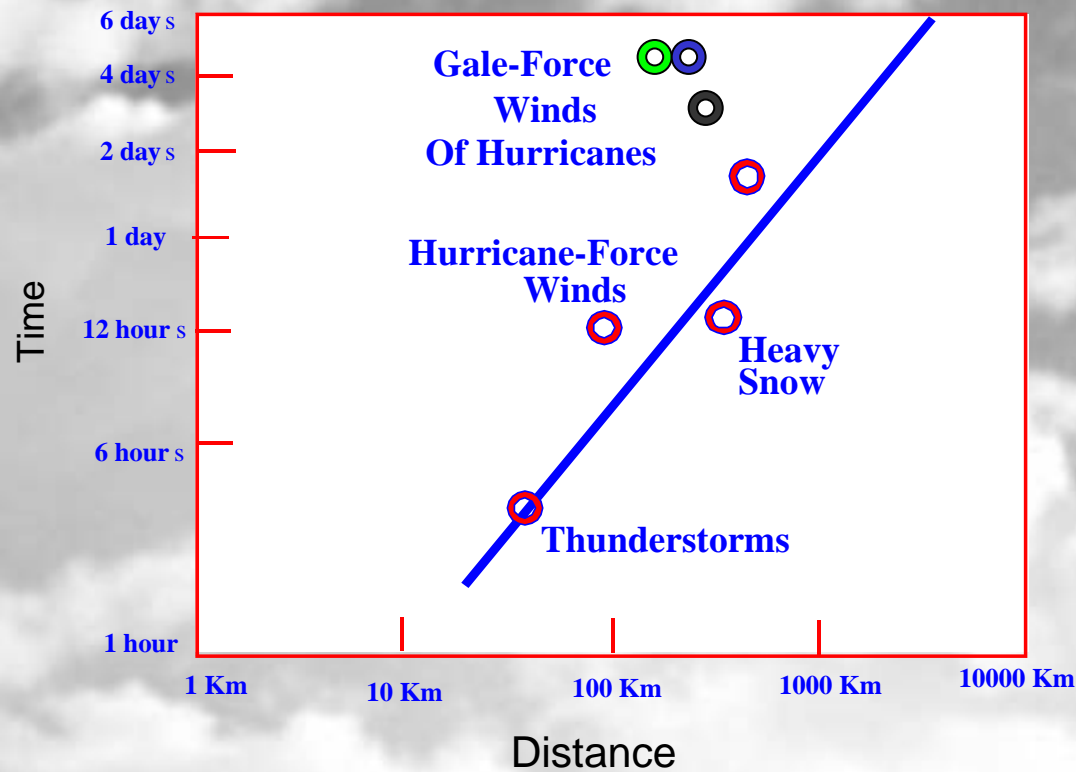 6 days
4 days
2 days
1 day
12 hours
6 hours
1 hour
Time
Gale-Force
Winds
Of Hurricanes
Hurricane-Force
Winds
Heavy
Snow
Thunderstorms
1 Km
10 Km
100 Km
1000 Km
10000 Km
Distance